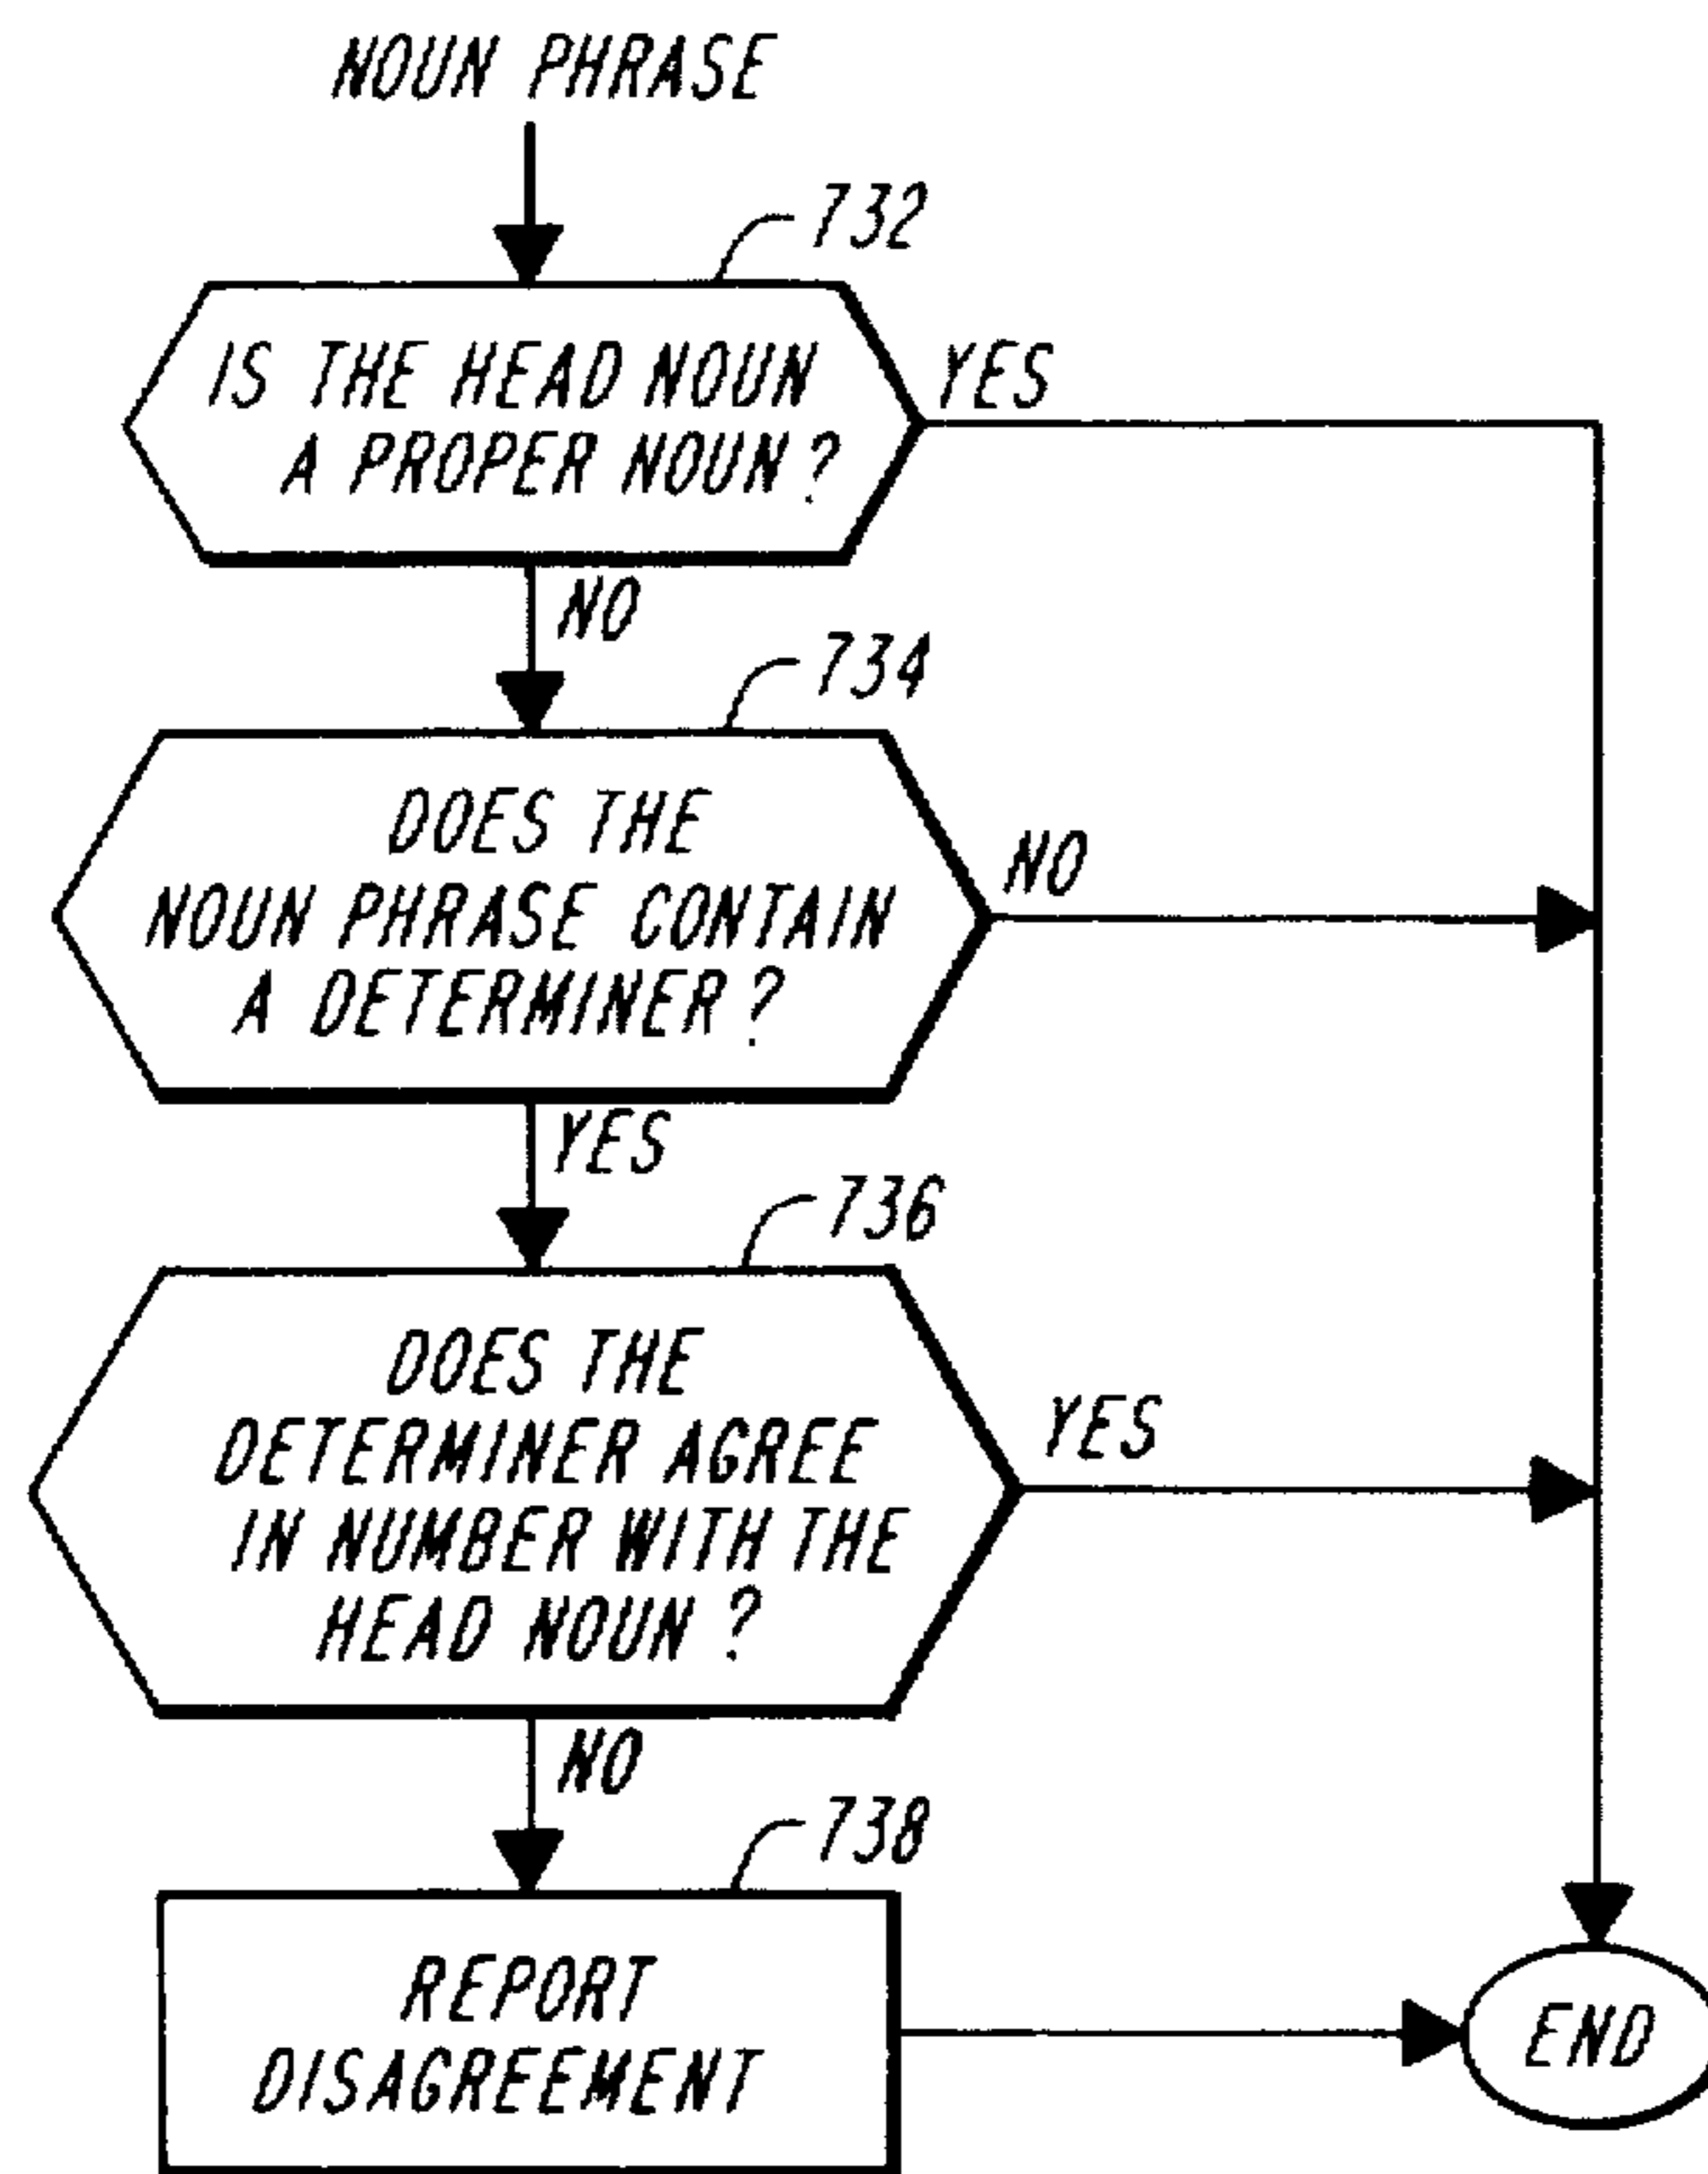 NOUN PHRASE
732
IS THE HEAD NOUN
A PROPER NOUN?
YES
NO
734
DOES THE
NOUN PHRASE CONTAIN
A DETERMINER?
NO
YES
736
DOES THE
DETERMINER AGREE
IN NUMBER WITH THE
HEAD NOUN?
YES
NO
738
REPORT
DISAGREEMENT
END